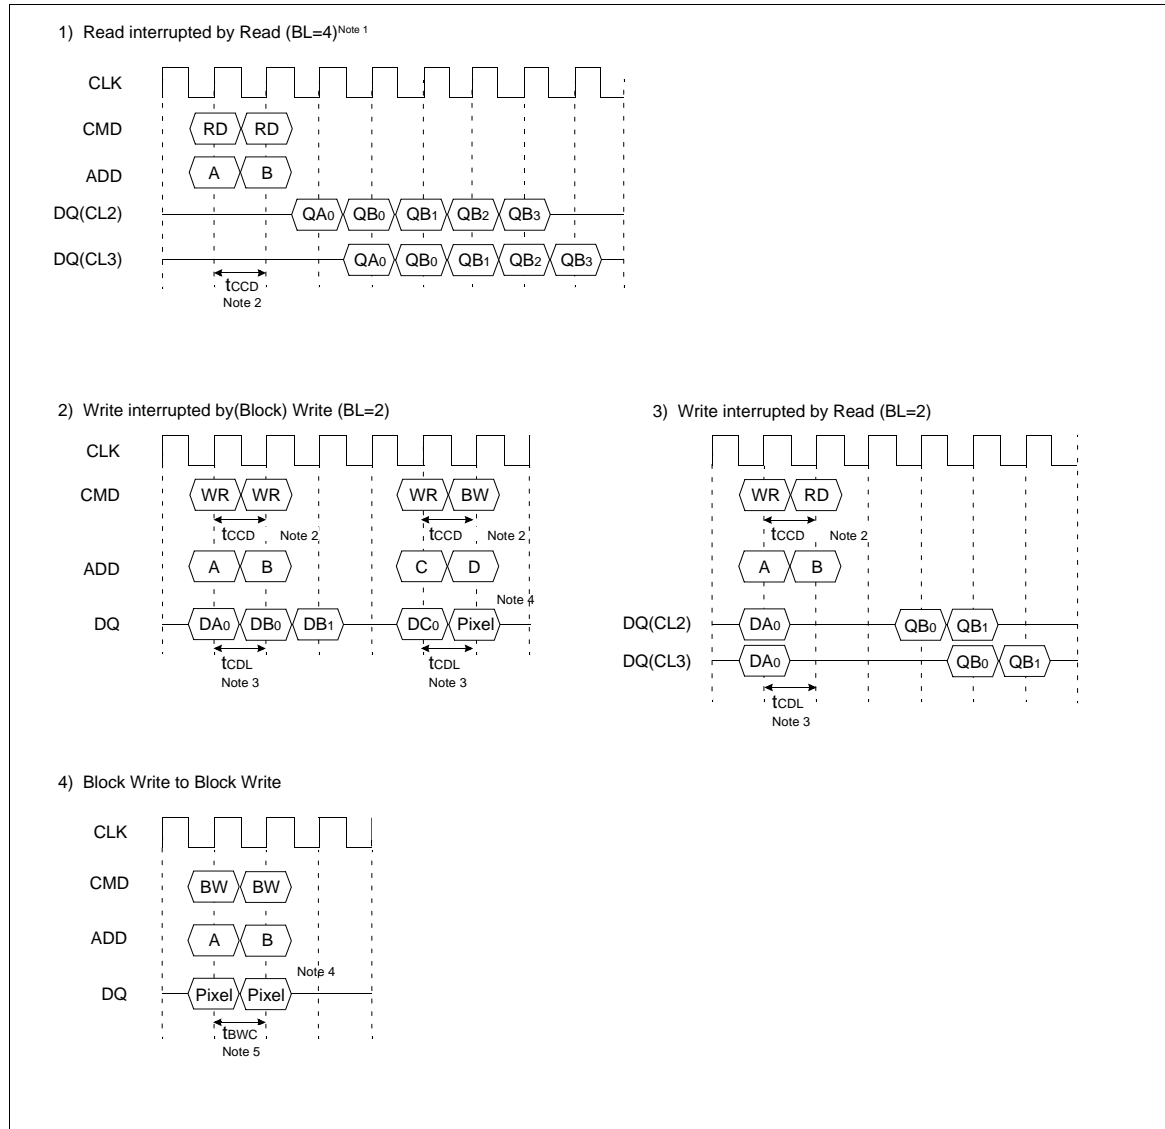 1) Read interrupted by Read (BL=4)Note 1
CLK
CMD RD RD
ADD A B
DQ(CL2) QA0 QB0 QB1 QB2 QB3
DQ(CL3) QA0 QB0 QB1 QB2 QB3
tCCD
Note 2
2) Write interrupted by(Block) Write (BL=2)
CLK
CMD WR WR WR BW
tCCD Note 2 tCCD Note 2
ADD A B C D
Note 4
DQ DA0 DB0 DB1 DC0 Pixel
tCDL tCDL
Note 3 Note 3
3) Write interrupted by Read (BL=2)
CLK
CMD WR RD
tCCD Note 2
A B
DQ(CL2) DA0 QB0 QB1
DQ(CL3) DA0 QB0 QB1
tCDL
Note 3
4) Block Write to Block Write
CLK
CMD BW BW
ADD A B
Note 4
DQ Pixel Pixel
tBWC
Note 5